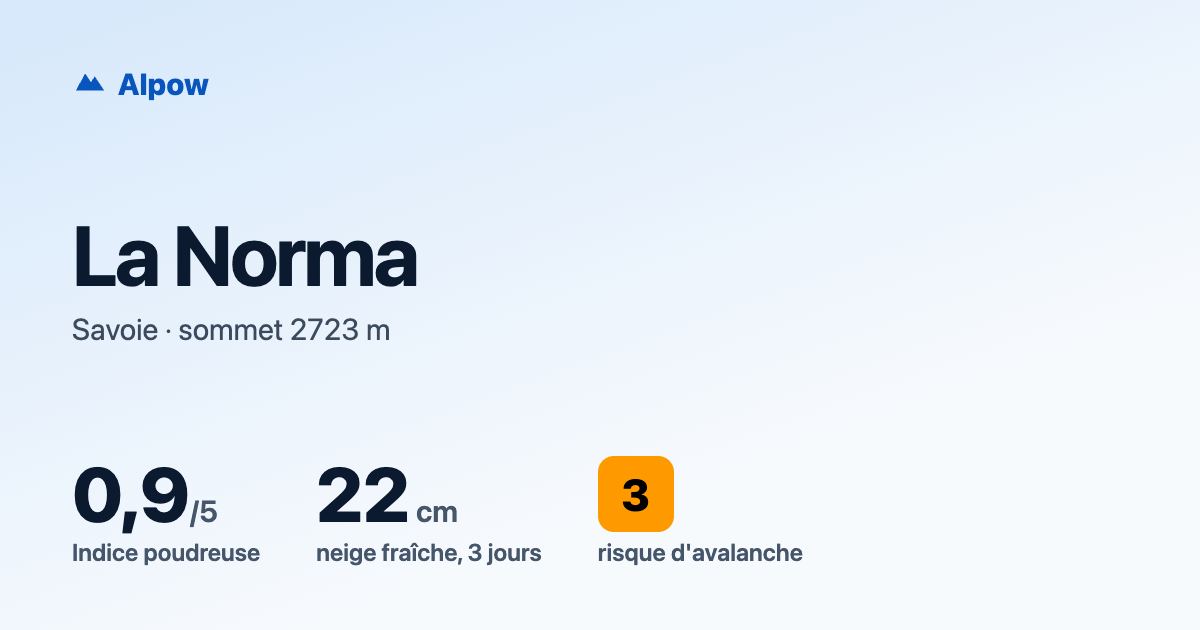 Alpow
La Norma
Savoie · sommet 2723 m
0,9/5
Indice poudreuse
22 cm
neige fraîche, 3 jours
3
risque d'avalanche